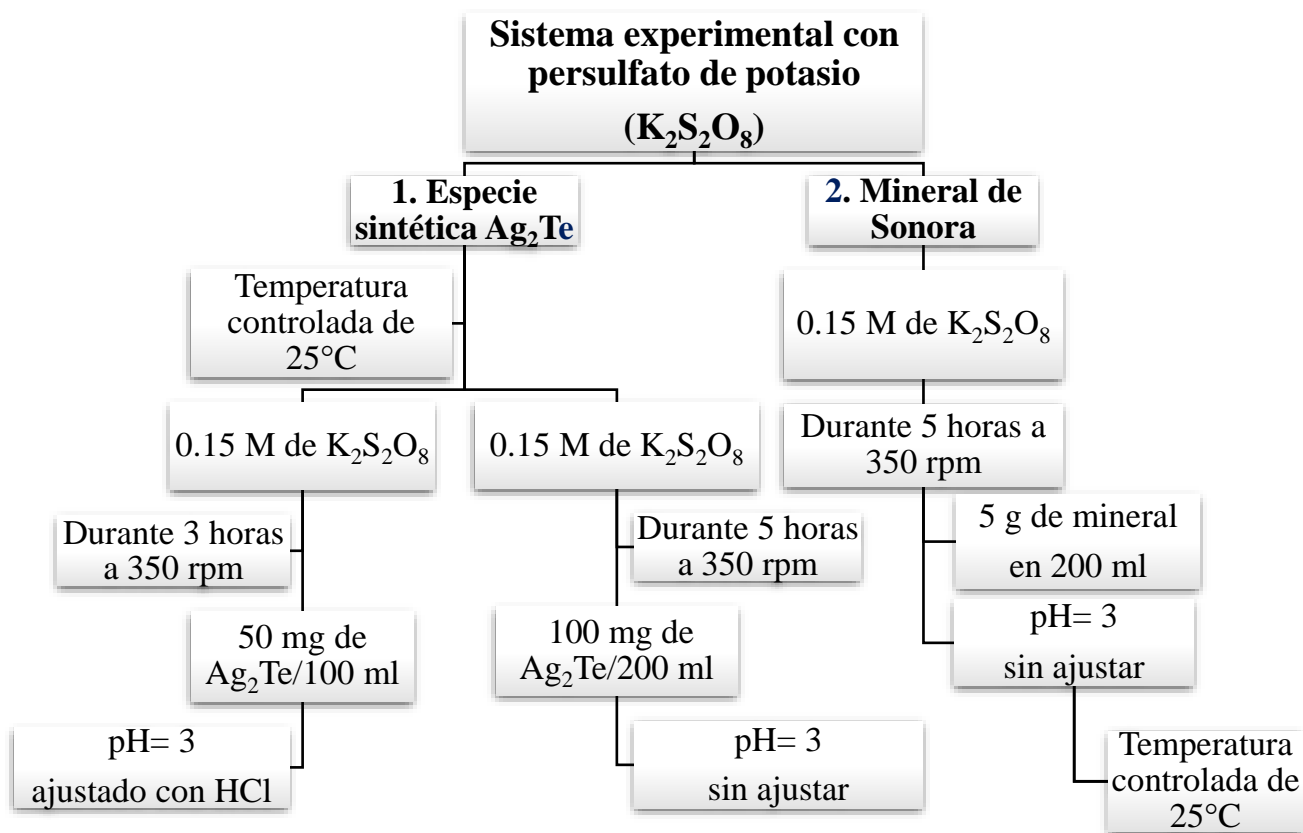 Sistema experimental con
persulfato de potasio
(K₂S₂O₈)
1. Especie
sintética Ag₂Te
Temperatura
controlada de
25°C
0.15 M de K₂S₂O₈
Durante 3 horas
a 350 rpm
50 mg de
Ag₂Te/100 ml
pH= 3
ajustado con HCl
0.15 M de K₂S₂O₈
Durante 5 horas
a 350 rpm
100 mg de
Ag₂Te/200 ml
pH= 3
sin ajustar
2. Mineral de
Sonora
0.15 M de K₂S₂O₈
Durante 5 horas a
350 rpm
5 g de mineral
en 200 ml
pH= 3
sin ajustar
Temperatura
controlada de
25°C